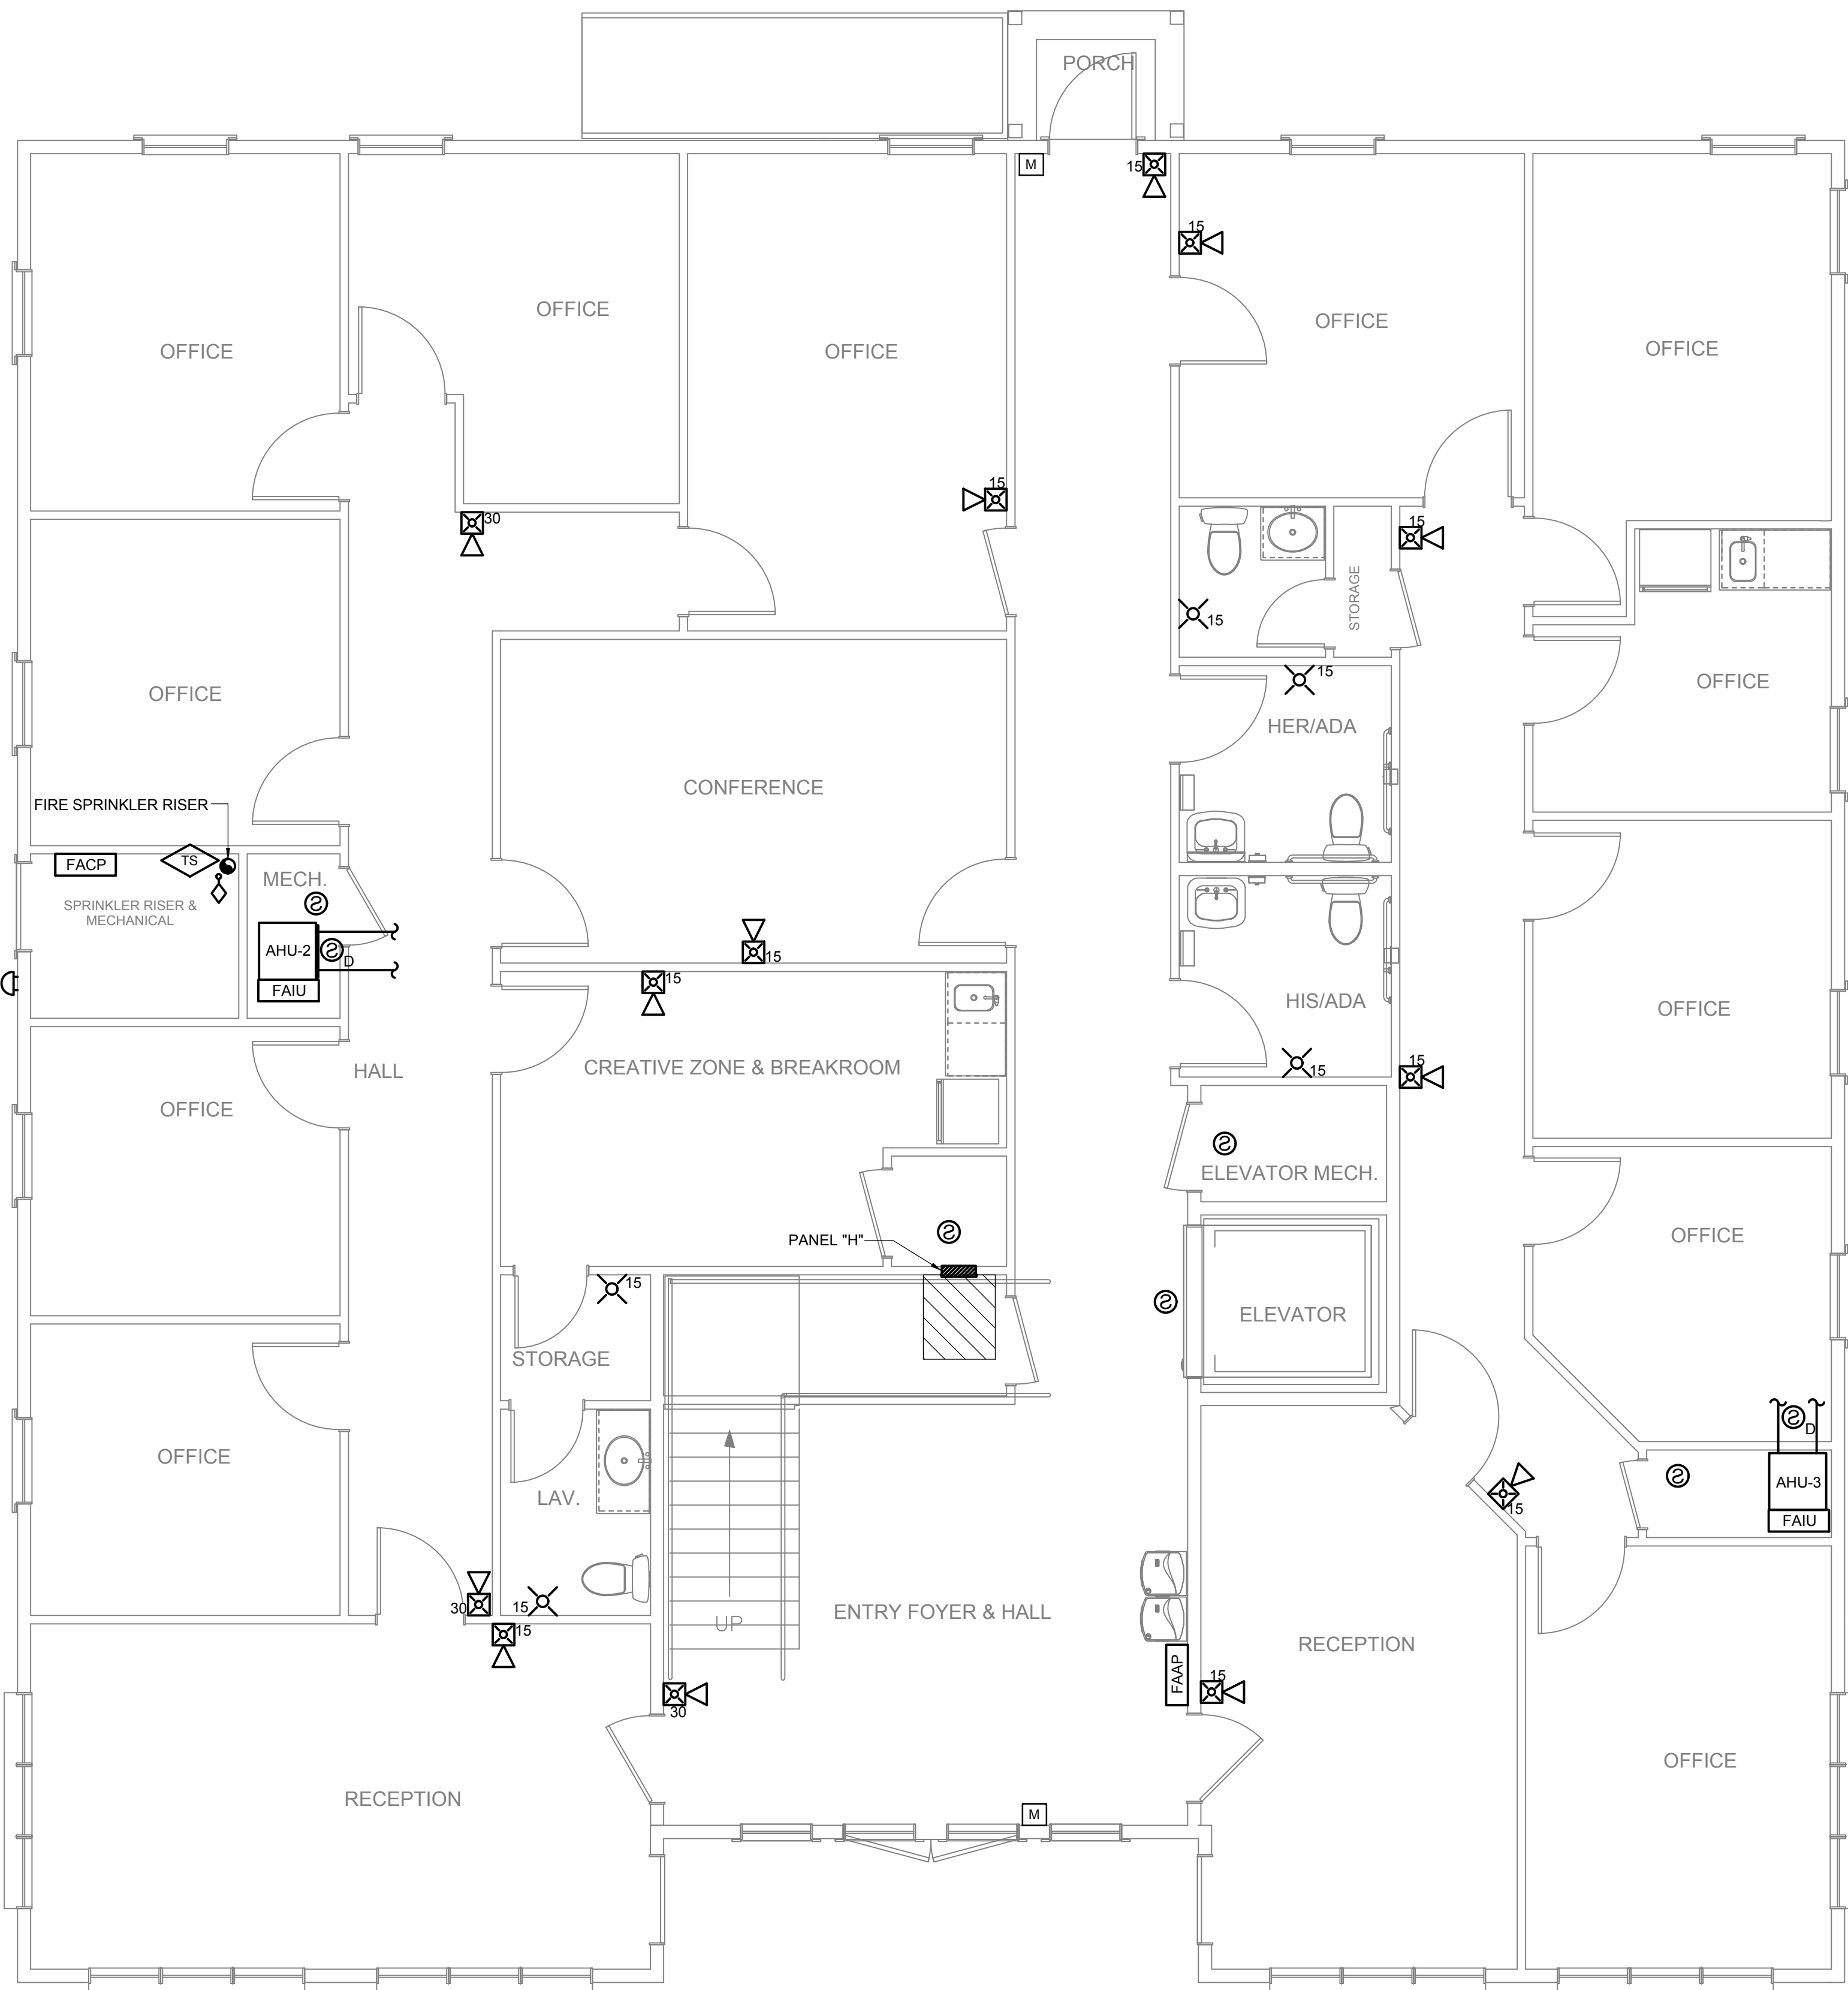 PORCH
M
15
15
OFFICE
OFFICE
OFFICE
OFFICE
OFFICE
15
30
15
STORAGE
15
15
OFFICE
OFFICE
HER/ADA
CONFERENCE
FIRE SPRINKLER RISER
FACP
TS
MECH.
S
SPRINKLER RISER &
MECHANICAL
AHU-2
S
D
FAIU
15
15
HIS/ADA
OFFICE
15
15
HALL
CREATIVE ZONE & BREAKROOM
OFFICE
S
ELEVATOR MECH.
S
PANEL "H"
OFFICE
15
S
ELEVATOR
STORAGE
S
D
OFFICE
LAV.
S
AHU-3
15
FAIU
30
15
UP
ENTRY FOYER & HALL
15
RECEPTION
FAAP
15
30
OFFICE
RECEPTION
M